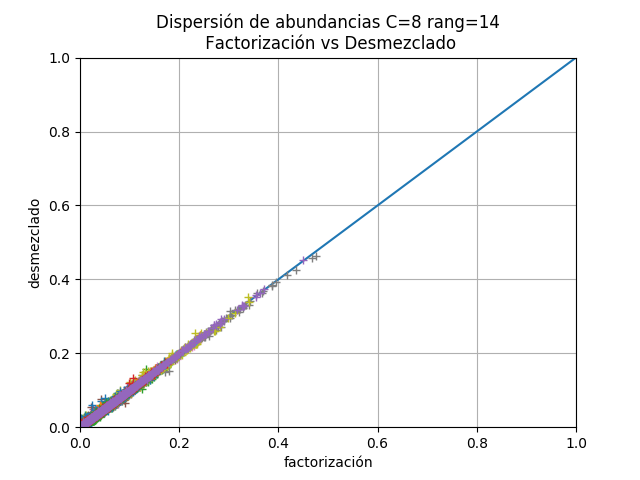 Dispersión de abundancias C=8 rang=14
Factorización vs Desmezclado
1.0
0.8
0.6
0.4
0.2
0.0
desmezclado
0.0 0.2 0.4 0.6 0.8 1.0
factorización